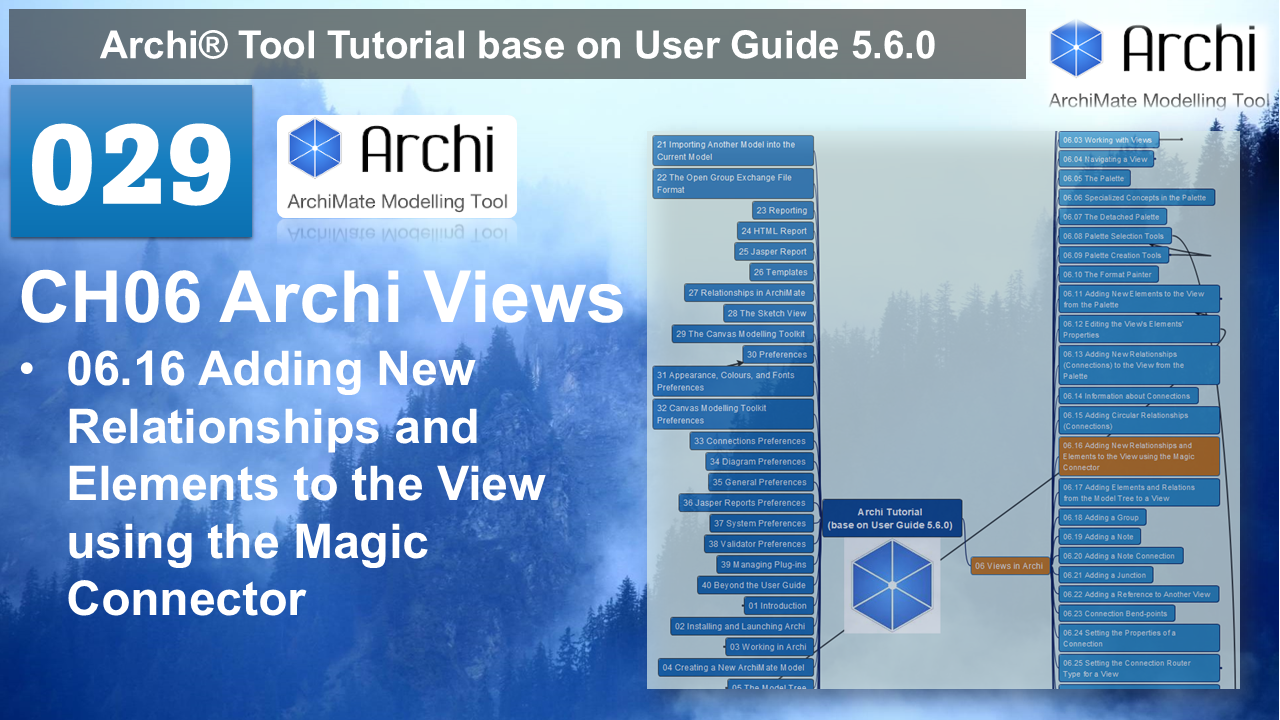 Archi® Tool Tutorial base on User Guide 5.6.0
Archi
ArchiMate Modelling Tool
029
Archi
ArchiMate Modelling Tool
CH06 Archi Views
• 06.16 Adding New
Relationships and
Elements to the View
using the Magic
Connector
21 Importing Another Model into the
Current Model
22 The Open Group Exchange File
Format
23 Reporting
24 HTML Report
25 Jasper Report
26 Templates
27 Relationships in ArchiMate
28 The Sketch View
29 The Canvas Modelling Toolkit
30 Preferences
31 Appearance, Colours, and Fonts
Preferences
32 Canvas Modelling Toolkit
Preferences
33 Connections Preferences
34 Diagram Preferences
35 General Preferences
36 Jasper Reports Preferences
37 System Preferences
38 Validator Preferences
39 Managing Plug-ins
40 Beyond the User Guide
01 Introduction
02 Installing and Launching Archi
03 Working in Archi
04 Creating a New ArchiMate Model
05 The Model Tree
Archi Tutorial
(base on User Guide 5.6.0)
06 Views in Archi
06.03 Working with Views
06.04 Navigating a View
06.05 The Palette
06.06 Specialized Concepts in the Palette
06.07 The Detached Palette
06.08 Palette Selection Tools
06.09 Palette Creation Tools
06.10 The Format Painter
06.11 Adding New Elements to the View
from the Palette
06.12 Editing the View's Elements'
Properties
06.13 Adding New Relationships
(Connections) to the View from the
Palette
06.14 Information about Connections
06.15 Adding Circular Relationships
(Connections)
06.16 Adding New Relationships and
Elements to the View using the Magic
Connector
06.17 Adding Elements and Relations
from the Model Tree to a View
06.18 Adding a Group
06.19 Adding a Note
06.20 Adding a Note Connection
06.21 Adding a Junction
06.22 Adding a Reference to Another View
06.23 Connection Bend-points
06.24 Setting the Properties of a
Connection
06.25 Setting the Connection Router
Type for a View